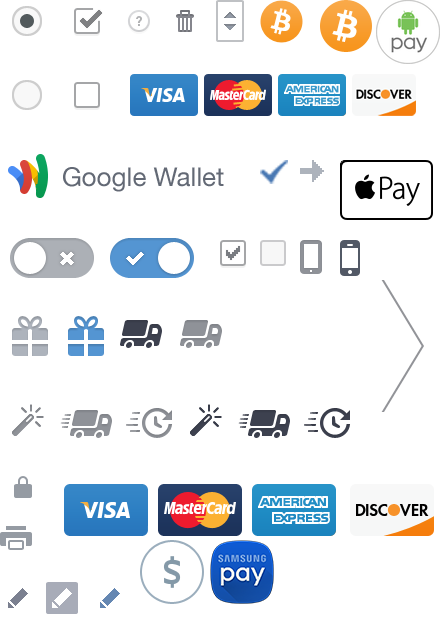 ?
pay
VISA
MasterCard
AMERICAN EXPRESS
DISCOVER
Google Wallet
Pay
VISA
MasterCard
AMERICAN EXPRESS
DISCOVER
$
SAMSUNG
pay